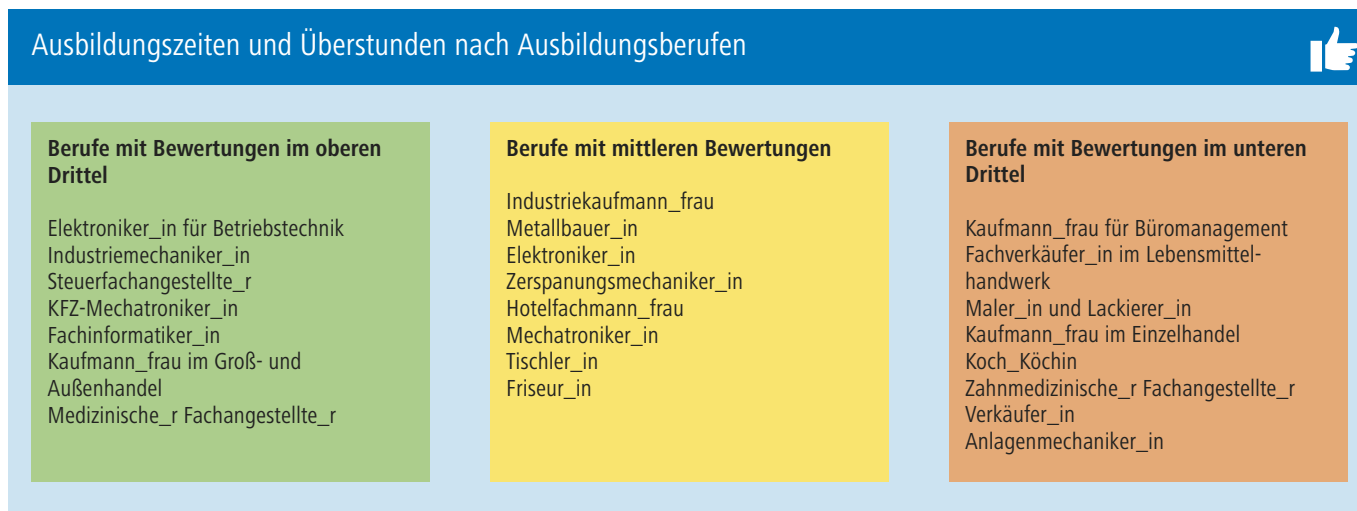 Ausbildungszeiten und Überstunden nach Ausbildungsberufen
Berufe mit Bewertungen im oberen
Drittel
Elektroniker_in für Betriebstechnik
Industriemechaniker_in
Steuerfachangestellte_r
KFZ-Mechatroniker_in
Fachinformatiker_in
Kaufmann_frau im Groß- und
Außenhandel
Medizinische_r Fachangestellte_r
Berufe mit mittleren Bewertungen
Industriekaufmann_frau
Metallbauer_in
Elektroniker_in
Zerspanungsmechaniker_in
Hotelfachmann_frau
Mechatroniker_in
Tischler_in
Friseur_in
Berufe mit Bewertungen im unteren
Drittel
Kaufmann_frau für Büromanagement
Fachverkäufer_in im Lebensmittel-
handwerk
Maler_in und Lackierer_in
Kaufmann_frau im Einzelhandel
Koch_Köchin
Zahnmedizinische_r Fachangestellte_r
Verkäufer_in
Anlagenmechaniker_in